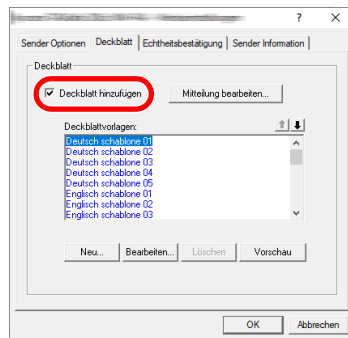 ? ×
Sender Optionen Deckblatt Echtheitsbestätigung Sender Information
Deckblatt
Deckblatt hinzufügen Mitteilung bearbeiten...
Deckblattvorlagen:
Deutsch schablone 01
Deutsch schablone 02
Deutsch schablone 03
Deutsch schablone 04
Deutsch schablone 05
Englisch schablone 01
Englisch schablone 02
Englisch schablone 03
Neu... Bearbeiten... Löschen Vorschau
OK Abbrechen